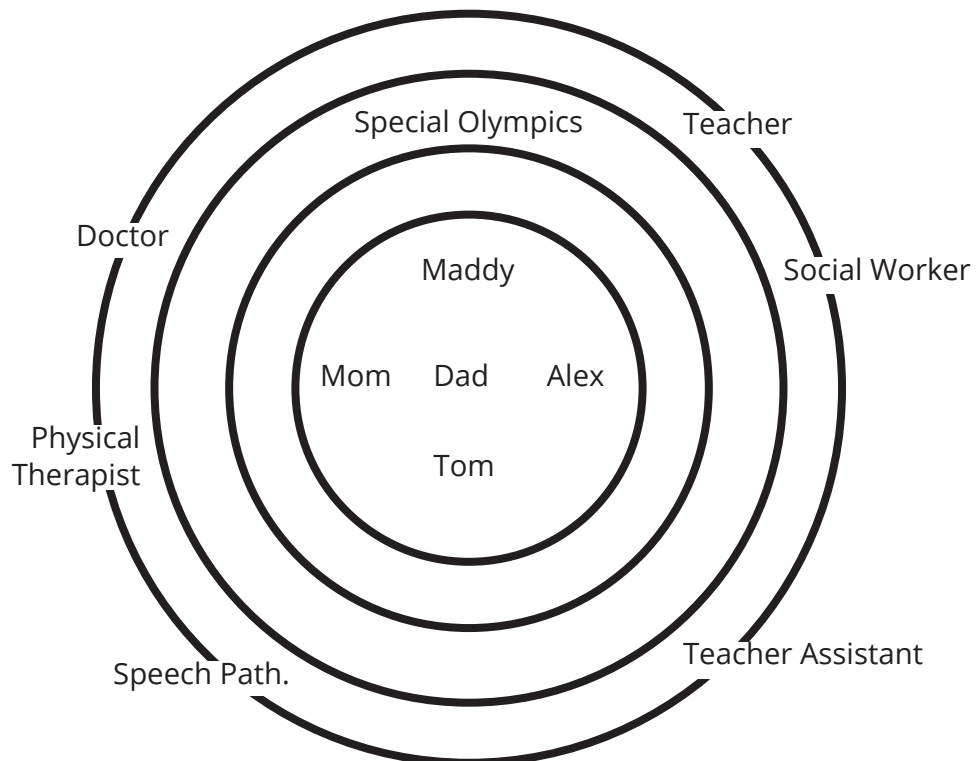 Special Olympics
Teacher
Doctor
Social Worker
Maddy
Mom Dad Alex
Physical
Therapist
Tom
Teacher Assistant
Speech Path.